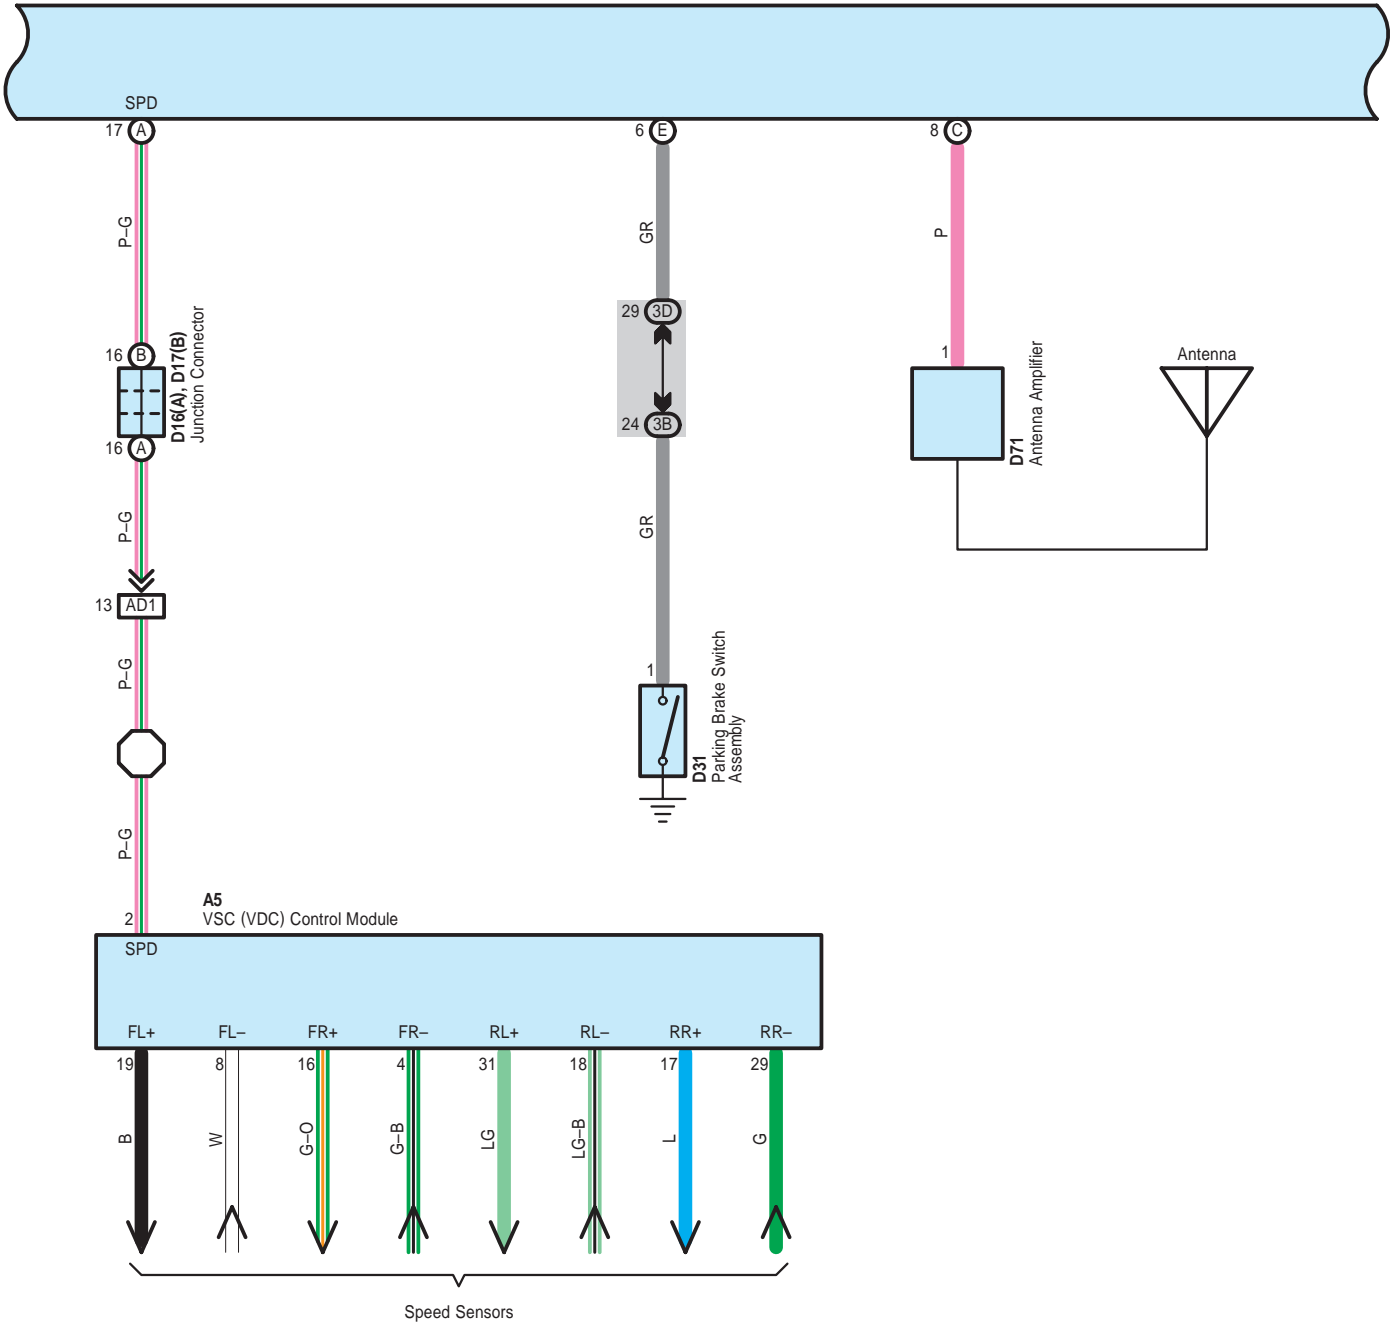 SPD
17 A
6 E
8 C
P–G
GR
P
29 3D
16 B
D16(A), D17(B)
Junction Connector
24 3B
1
D71
Antenna Amplifier
Antenna
16 A
P–G
GR
13 AD1
P–G
1
D31
Parking Brake Switch
Assembly
P–G
A5
VSC (VDC) Control Module
2
SPD
FL+ FL– FR+ FR– RL+ RL– RR+ RR–
19 8 16 4 31 18 17 29
B W G–O G–B LG LG–B L G
Speed Sensors